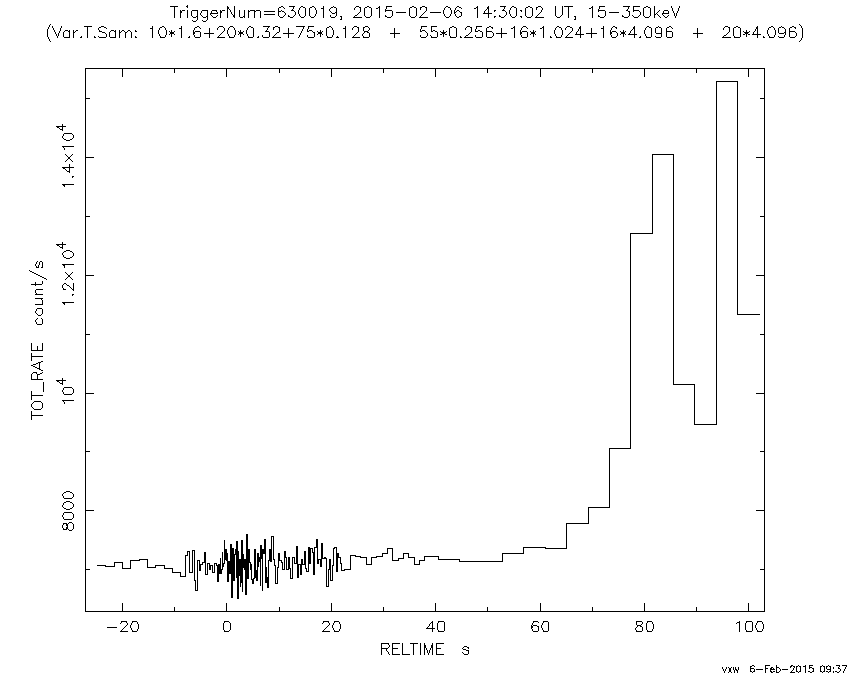 TriggerNum=630019, 2015-02-06 14:30:02 UT, 15-350keV
(Var.T.Sam: 10*1.6+20*0.32+75*0.128 + 55*0.256+16*1.024+16*4.096 + 20*4.096)
1.4×10⁴
1.2×10⁴
10⁴
8000
TOT_RATE count/s
-20 0 20 40 60 80 100
RELTIME s
vxw 6-Feb-2015 09:37